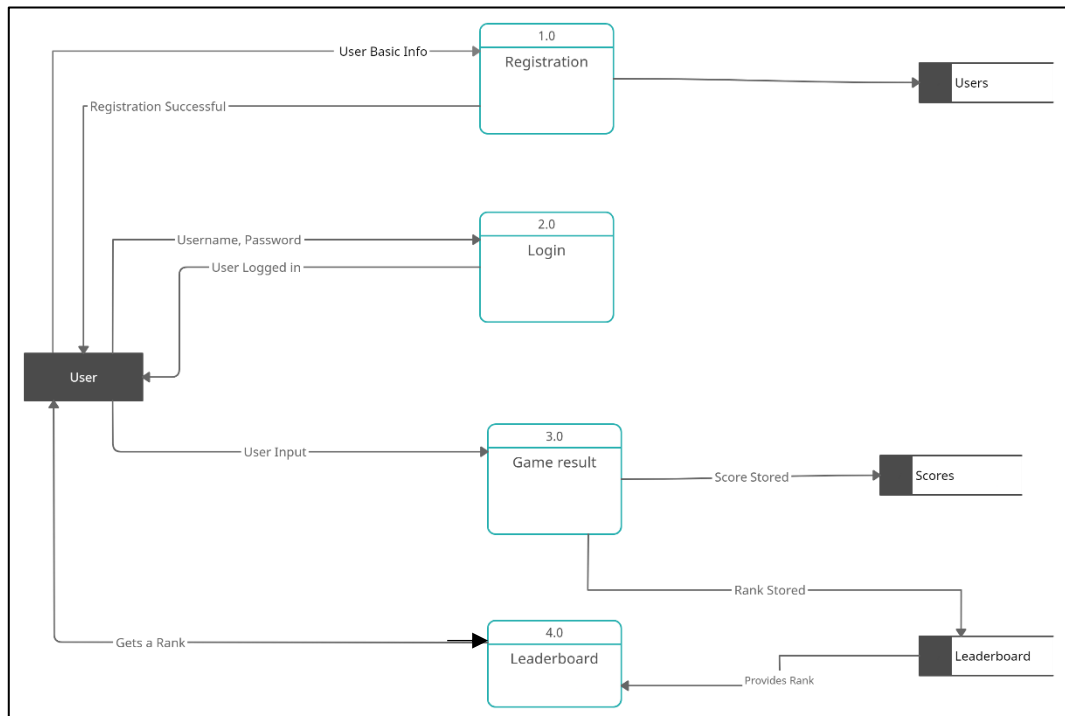 1.0
User Basic Info
Registration
Users
Registration Successful
2.0
Username, Password
Login
User Logged in
User
3.0
User Input
Game result
Score Stored
Scores
Rank Stored
4.0
Gets a Rank
Leaderboard
Leaderboard
Provides Rank